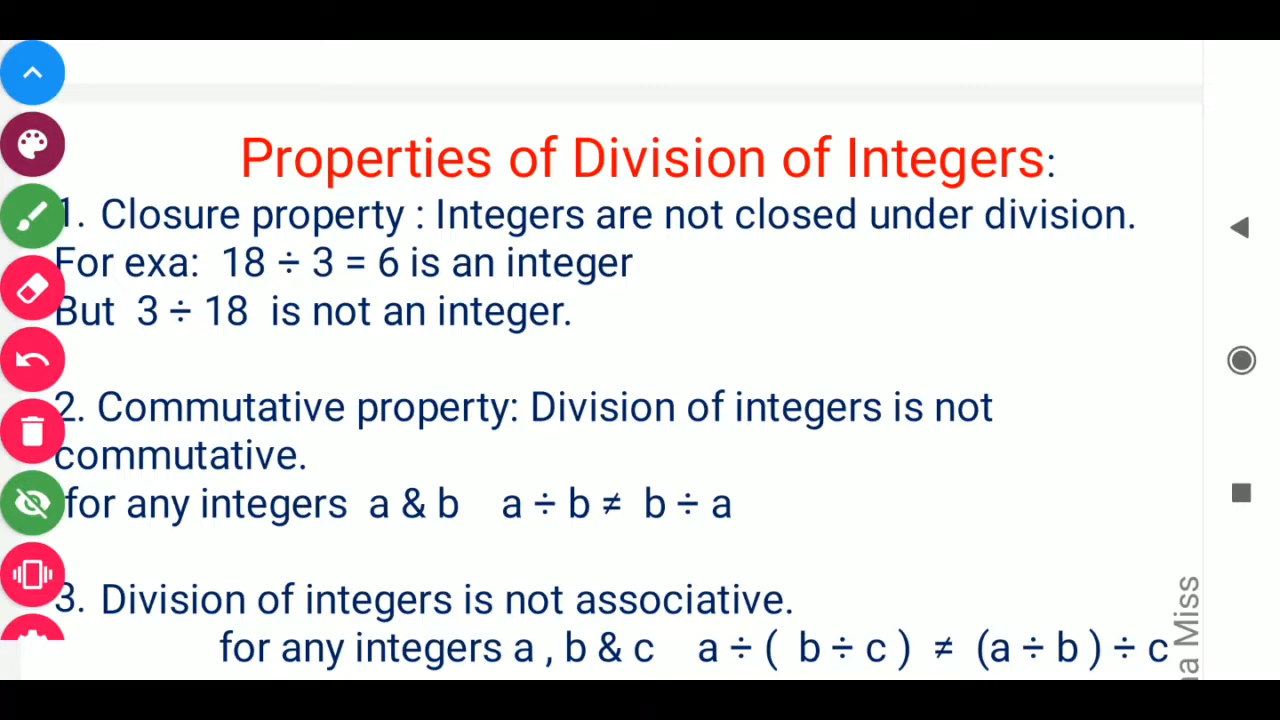 Properties of Division of Integers:
1. Closure property : Integers are not closed under division.
For exa: 18 ÷ 3 = 6 is an integer
But 3 ÷ 18 is not an integer.
2. Commutative property: Division of integers is not
commutative.
for any integers a & b a ÷ b ≠ b ÷ a
3. Division of integers is not associative.
for any integers a , b & c a ÷ ( b ÷ c ) ≠ (a ÷ b ) ÷ c
Miss